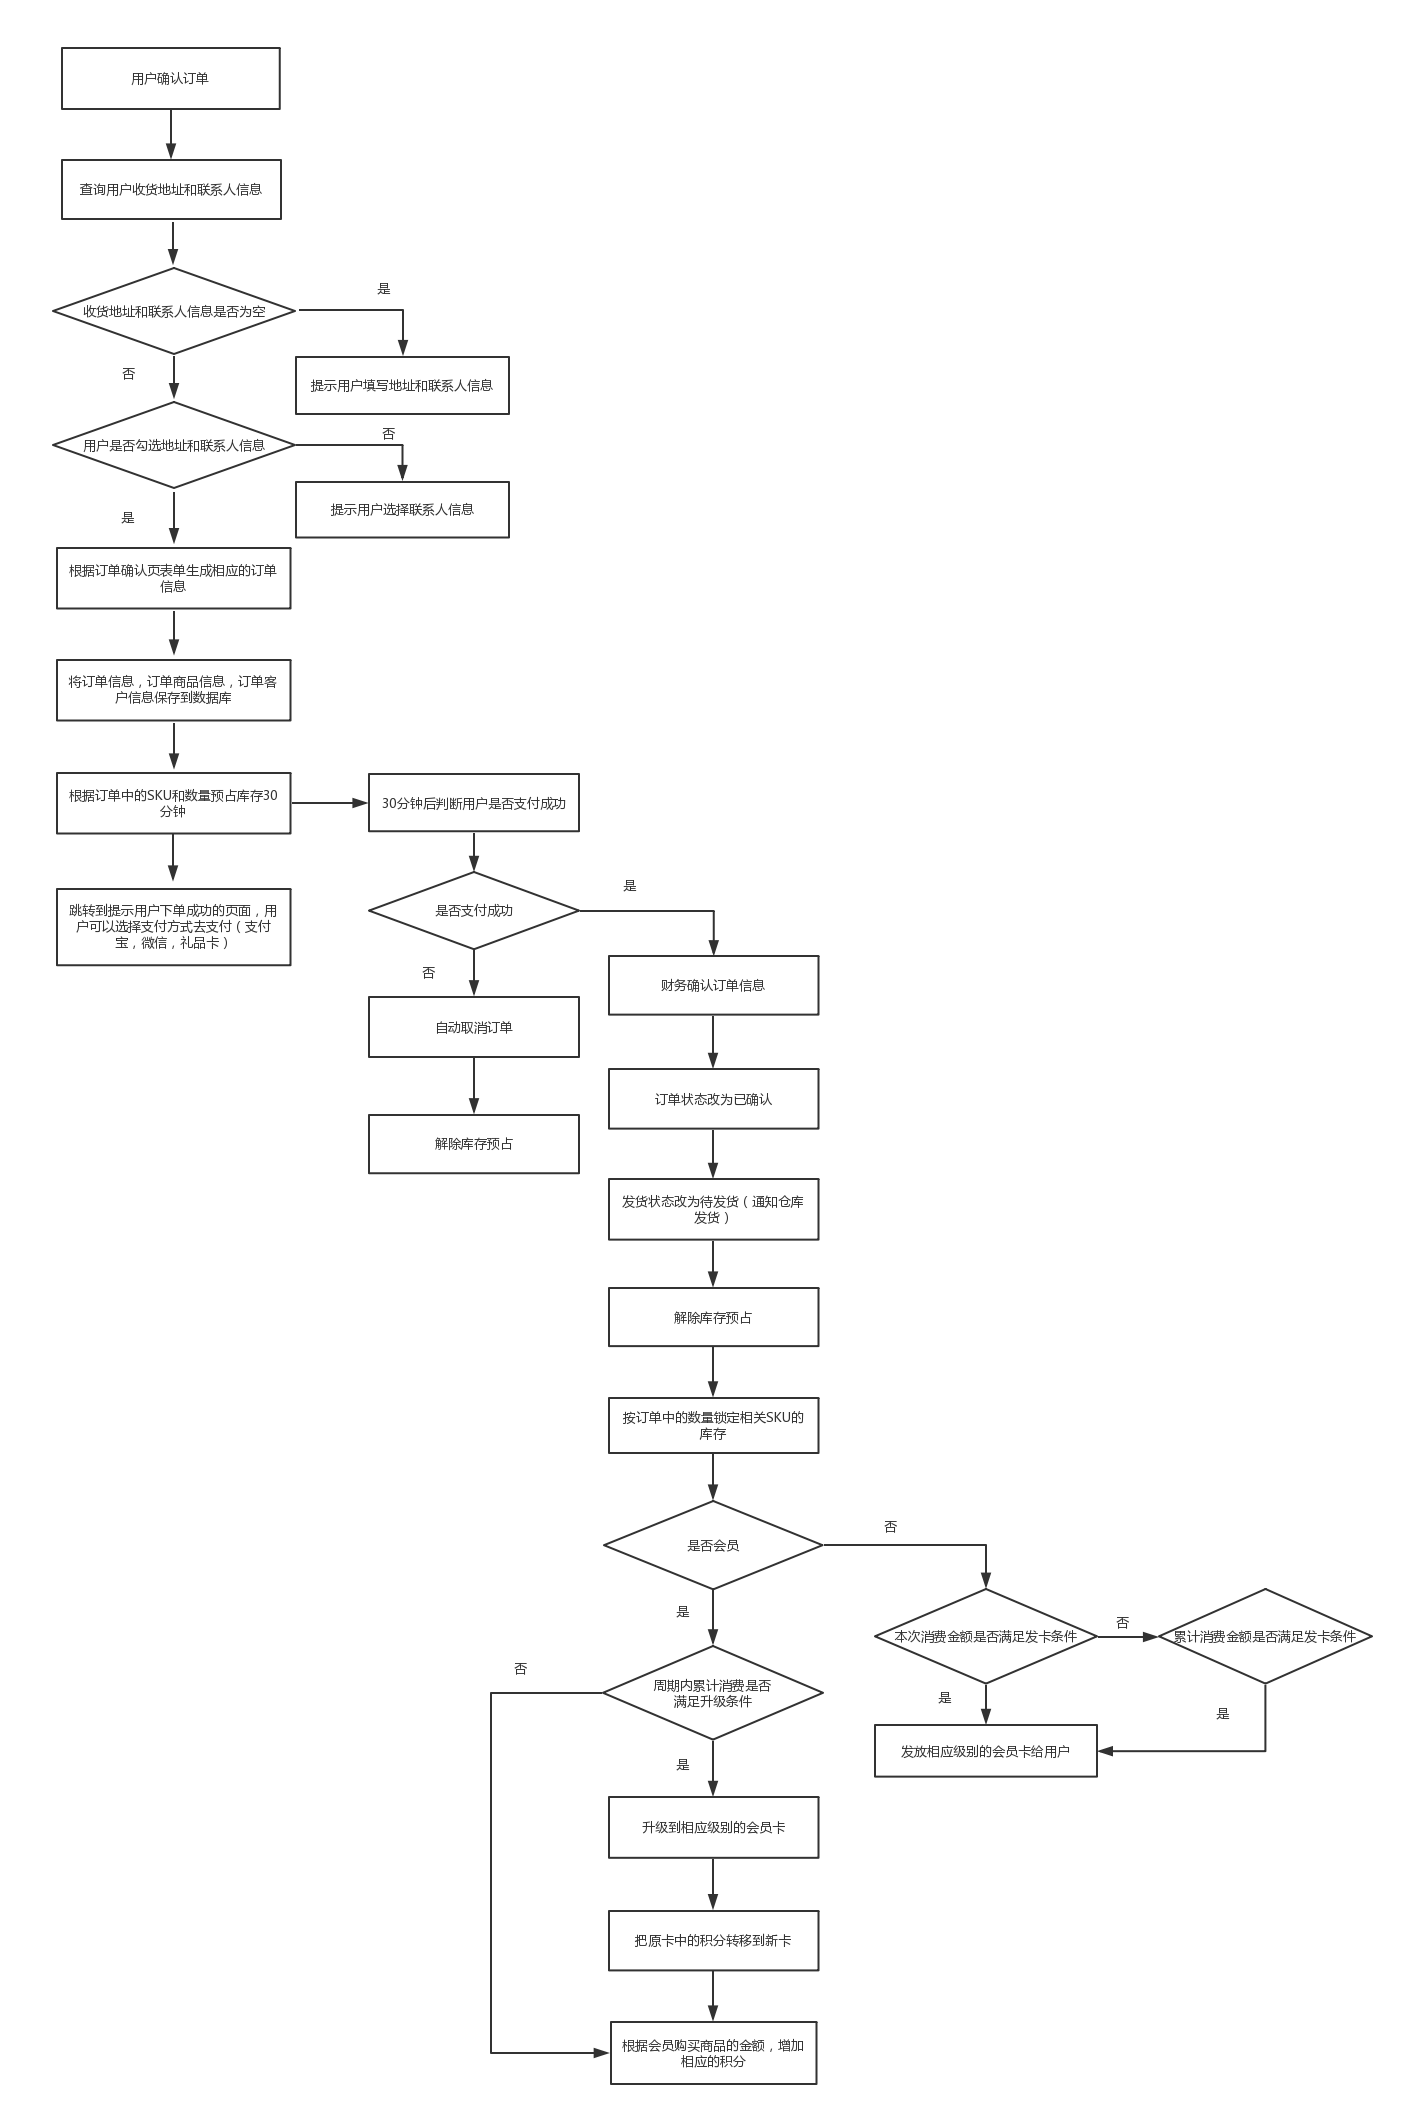 用户确认订单
查询用户收货地址和联系人信息
收货地址和联系人信息是否为空
是
提示用户填写地址和联系人信息
否
用户是否勾选地址和联系人信息
否
提示用户选择联系人信息
是
根据订单确认页表单生成相应的订单
信息
将订单信息，订单商品信息，订单客
户信息保存到数据库
根据订单中的SKU和数量预占库存30
分钟
跳转到提示用户下单成功的页面，用
户可以选择支付方式去支付（支付
宝，微信，礼品卡）
30分钟后判断用户是否支付成功
是否支付成功
是
否
自动取消订单
解除库存预占
财务确认订单信息
订单状态改为已确认
发货状态改为待发货（通知仓库
发货）
解除库存预占
按订单中的数量锁定相关SKU的
库存
是否会员
否
是
本次消费金额是否满足发卡条件
否
累计消费金额是否满足发卡条件
是
是
发放相应级别的会员卡给用户
周期内累计消费是否
满足升级条件
否
是
升级到相应级别的会员卡
把原卡中的积分转移到新卡
根据会员购买商品的金额，增加
相应的积分